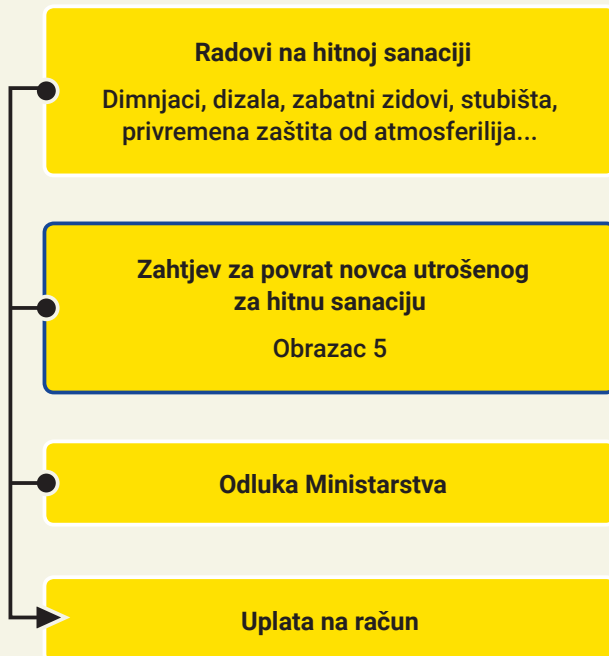 Radovi na hitnoj sanaciji
Dimnjaci, dizala, zabatni zidovi, stubišta,
privremena zaštita od atmosferilija...
Zahtjev za povrat novca utrošenog
za hitnu sanaciju
Obrazac 5
Odluka Ministarstva
Uplata na račun